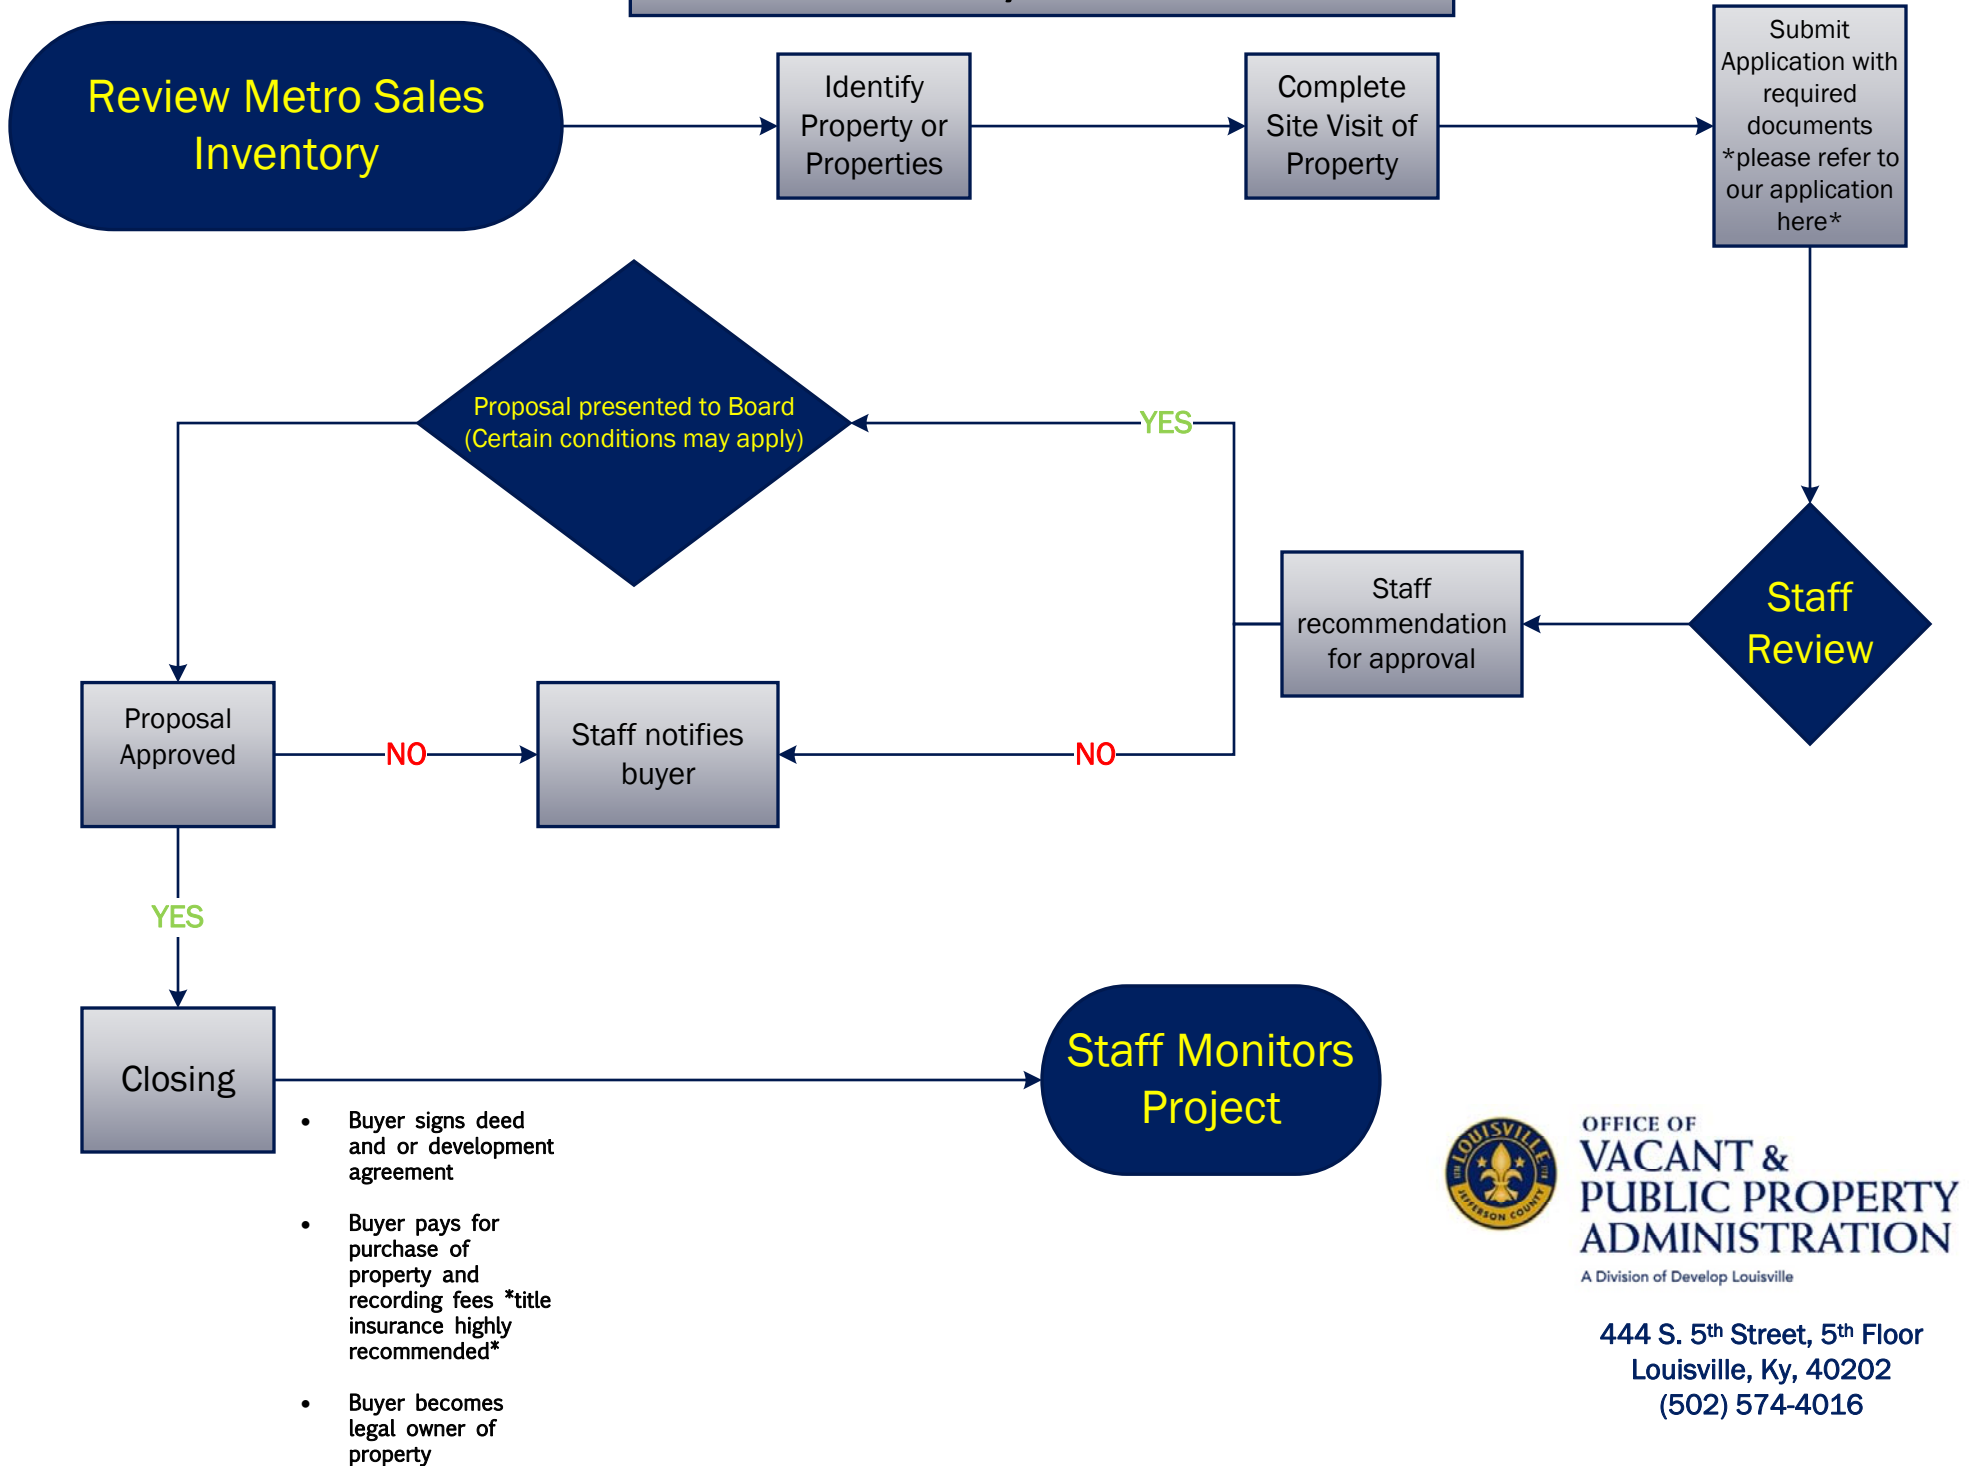 Review Metro Sales
Inventory
Identify
Property or
Properties
Complete
Site Visit of
Property
Submit
Application with
required
documents
*please refer to
our application
here*
Proposal presented to Board
(Certain conditions may apply)
YES
Staff
recommendation
for approval
Staff
Review
Proposal
Approved
NO
Staff notifies
buyer
NO
YES
Closing
Staff Monitors
Project
• Buyer signs deed
and or development
agreement
• Buyer pays for
purchase of
property and
recording fees *title
insurance highly
recommended*
• Buyer becomes
legal owner of
property
LOUISVILLE
JEFFERSON COUNTY
OFFICE OF
VACANT &
PUBLIC PROPERTY
ADMINISTRATION
A Division of Develop Louisville
444 S. 5th Street, 5th Floor
Louisville, Ky, 40202
(502) 574-4016